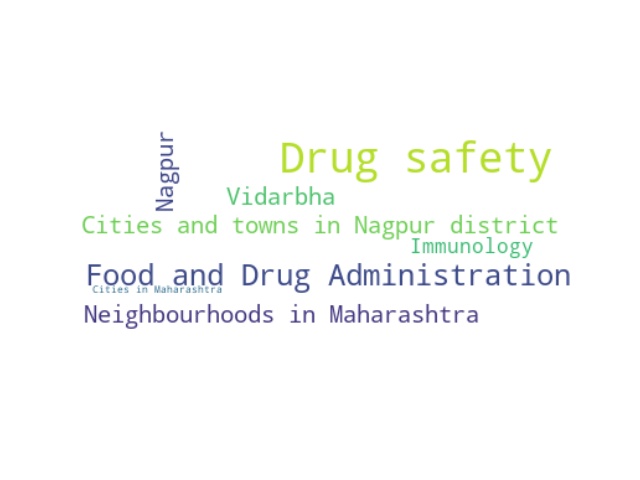 Nagpur
Drug safety
Vidarbha
Cities and towns in Nagpur district
Immunology
Food and Drug Administration
Cities in Maharashtra
Neighbourhoods in Maharashtra